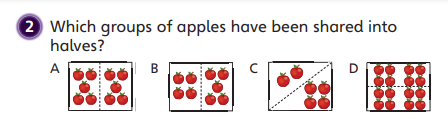 2 Which groups of apples have been shared into
halves?
A B C D